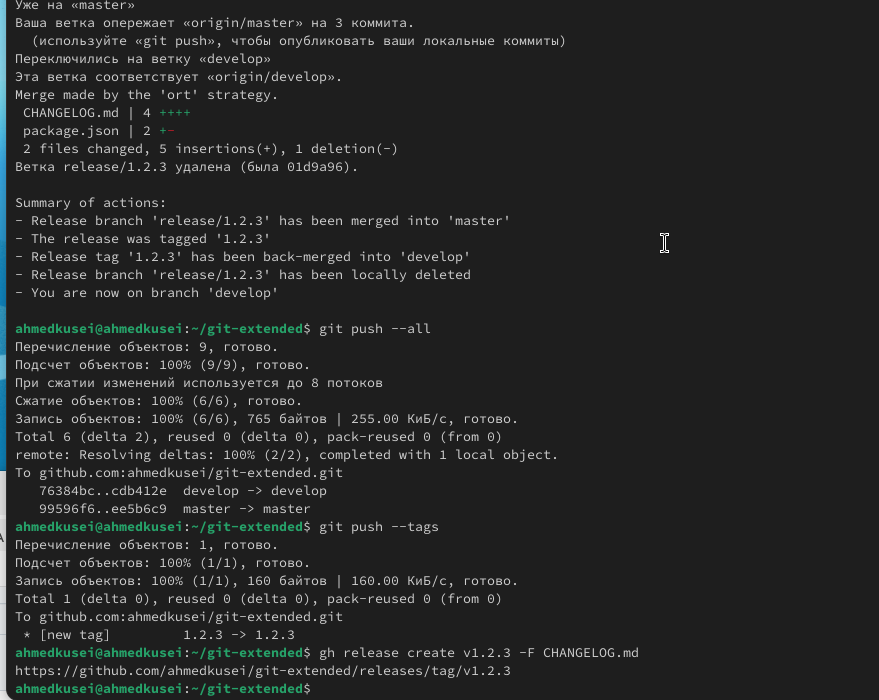 Уже на «master»
Ваша ветка опережает «origin/master» на 3 коммита.
  (используйте «git push», чтобы опубликовать ваши локальные коммиты)
Переключились на ветку «develop»
Эта ветка соответствует «origin/develop».
Merge made by the 'ort' strategy.
 CHANGELOG.md | 4 ++++
 package.json | 2 +-
 2 files changed, 5 insertions(+), 1 deletion(-)
Ветка release/1.2.3 удалена (была 01d9a96).

Summary of actions:
- Release branch 'release/1.2.3' has been merged into 'master'
- The release was tagged '1.2.3'
- Release tag '1.2.3' has been back-merged into 'develop'
- Release branch 'release/1.2.3' has been locally deleted
- You are now on branch 'develop'

ahmedkusei@ahmedkusei:~/git-extended$ git push --all
Перечисление объектов: 9, готово.
Подсчет объектов: 100% (9/9), готово.
При сжатии изменений используется до 8 потоков
Сжатие объектов: 100% (6/6), готово.
Запись объектов: 100% (6/6), 765 байтов | 255.00 КиБ/с, готово.
Total 6 (delta 2), reused 0 (delta 0), pack-reused 0 (from 0)
remote: Resolving deltas: 100% (2/2), completed with 1 local object.
To github.com:ahmedkusei/git-extended.git
   76384bc..cdb412e  develop -> develop
   99596f6..ee5b6c9  master -> master
ahmedkusei@ahmedkusei:~/git-extended$ git push --tags
Перечисление объектов: 1, готово.
Подсчет объектов: 100% (1/1), готово.
Запись объектов: 100% (1/1), 160 байтов | 160.00 КиБ/с, готово.
Total 1 (delta 0), reused 0 (delta 0), pack-reused 0 (from 0)
To github.com:ahmedkusei/git-extended.git
 * [new tag]         1.2.3 -> 1.2.3
ahmedkusei@ahmedkusei:~/git-extended$ gh release create v1.2.3 -F CHANGELOG.md
https://github.com/ahmedkusei/git-extended/releases/tag/v1.2.3
ahmedkusei@ahmedkusei:~/git-extended$